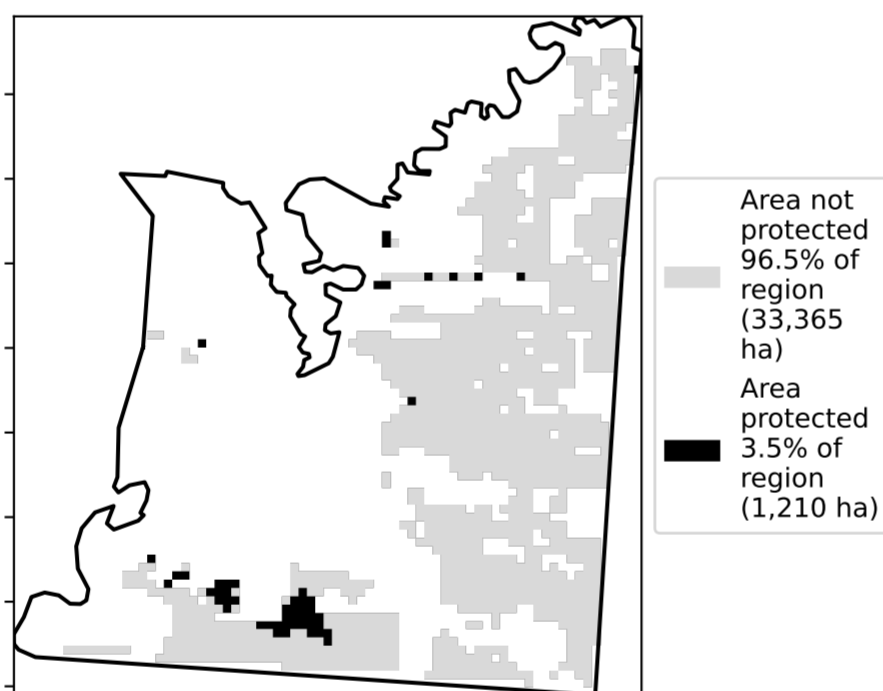 Area not
protected
96.5% of
region
(33,365
ha)
Area
protected
3.5% of
region
(1,210 ha)